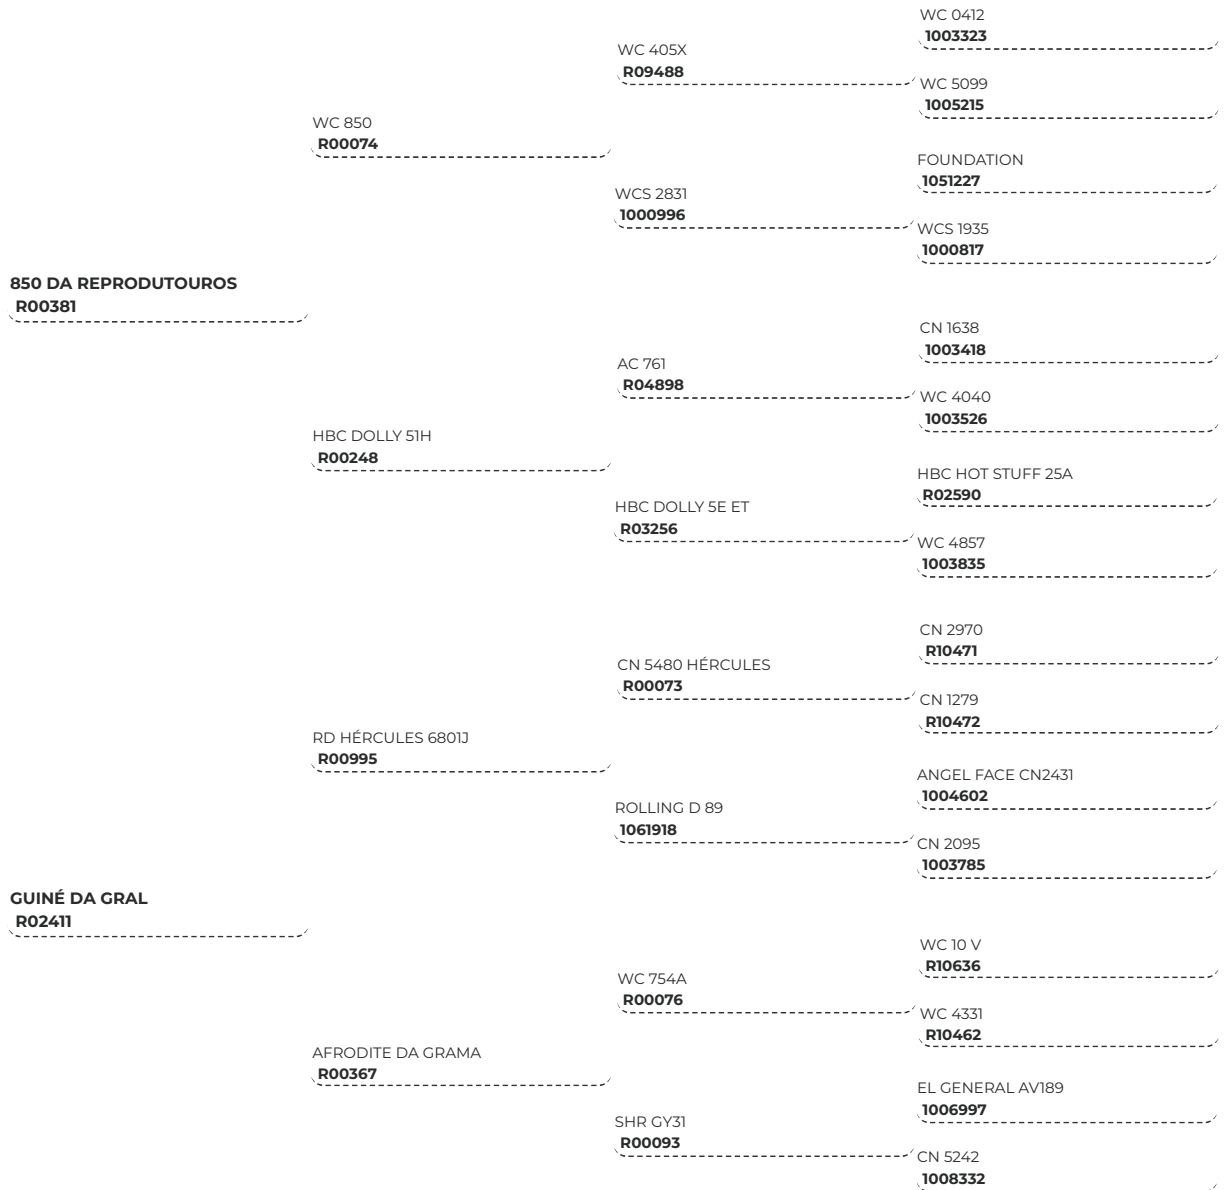 WC 0412
1003323
WC 405X
R09488
WC 5099
1005215
WC 850
R00074
FOUNDATION
1051227
WCS 2831
1000996
WCS 1935
1000817
850 DA REPRODUTOUROS
R00381
CN 1638
1003418
AC 761
R04898
WC 4040
1003526
HBC DOLLY 51H
R00248
HBC HOT STUFF 25A
R02590
HBC DOLLY 5E ET
R03256
WC 4857
1003835
CN 2970
R10471
CN 5480 HÉRCULES
R00073
CN 1279
R10472
RD HÉRCULES 6801J
R00995
ANGEL FACE CN2431
1004602
ROLLING D 89
1061918
CN 2095
1003785
GUINÉ DA GRAL
R02411
WC 10 V
R10636
WC 754A
R00076
WC 4331
R10462
AFRODITE DA GRAMA
R00367
EL GENERAL AV189
1006997
SHR GY31
R00093
CN 5242
1008332